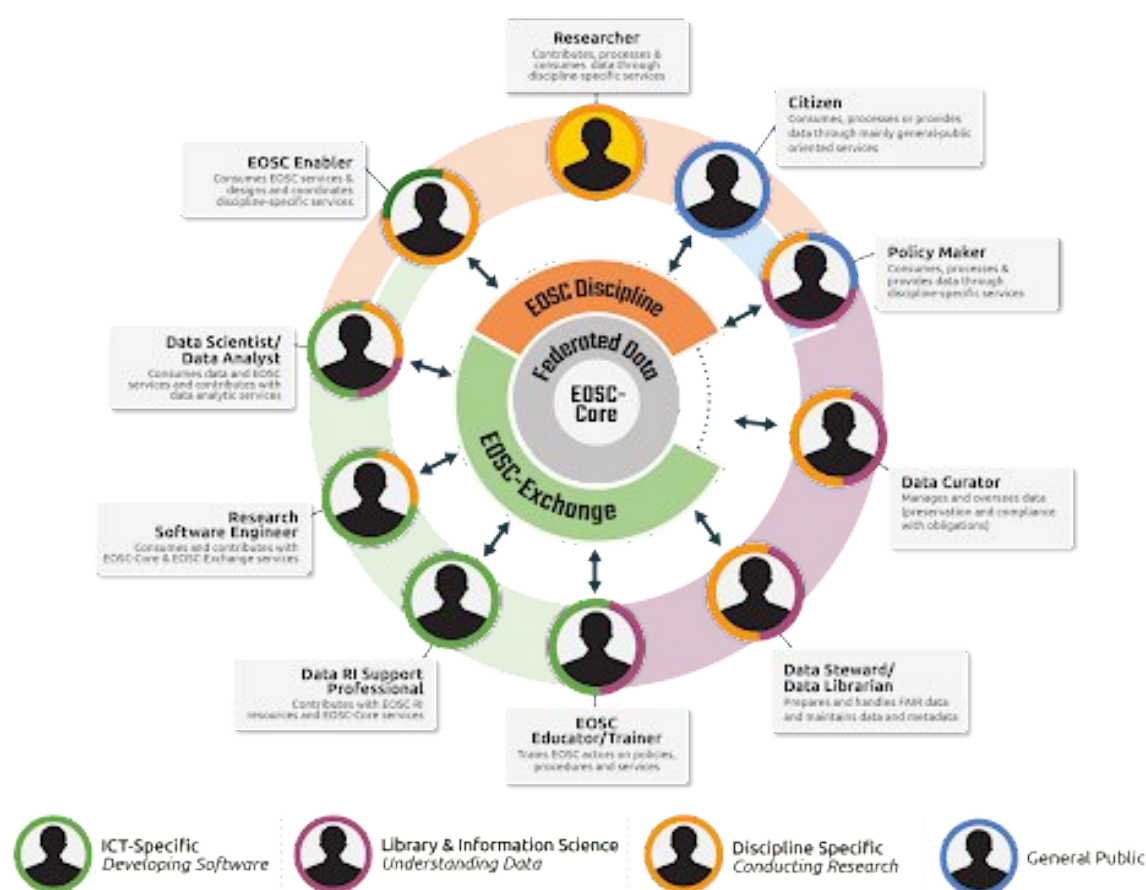 Researcher
Contributes, processes &
consumes data through
discipline-specific services
Citizen
Consumes, processes or provides
data through mainly general-public
oriented services
EOSC Enabler
Consumes EOSC services &
designs and coordinates
discipline-specific services
Policy Maker
Consumes, processes &
provides data through
discipline-specific services
EOSC Discipline
Federated Data
EOSC-
Core
EOSC-Exchange
Data Scientist/
Data Analyst
Consumes data and EOSC
services and contributes with
data analytic services
Data Curator
Manages and oversees data
(preservation and compliance
with obligations)
Research
Software Engineer
Consumes and contributes with
EOSC-Core & EOSC-Exchange services
Data RI Support
Professional
Contributes with EOSC RI
resources and EOSC-Core services
EOSC
Educator/Trainer
Trains EOSC actors on policies,
procedures and services
Data Steward/
Data Librarian
Prepares and handles FAIR data
and maintains data and metadata
ICT-Specific
Developing Software
Library & Information Science
Understanding Data
Discipline Specific
Conducting Research
General Public